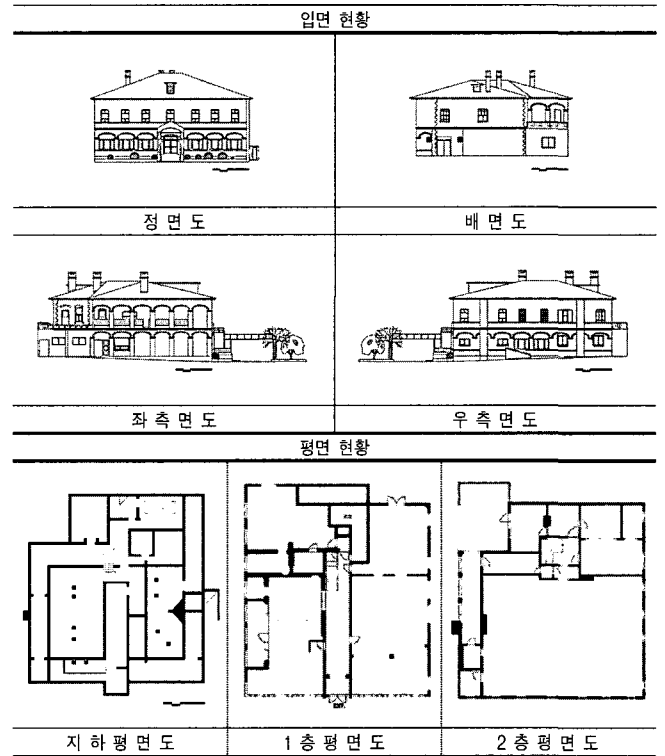 입면 현황
정 면 도 배 면 도
좌 측 면 도 우 측 면 도
평면 현황
지 하 평 면 도 1 층 평 면 도 2 층 평 면 도